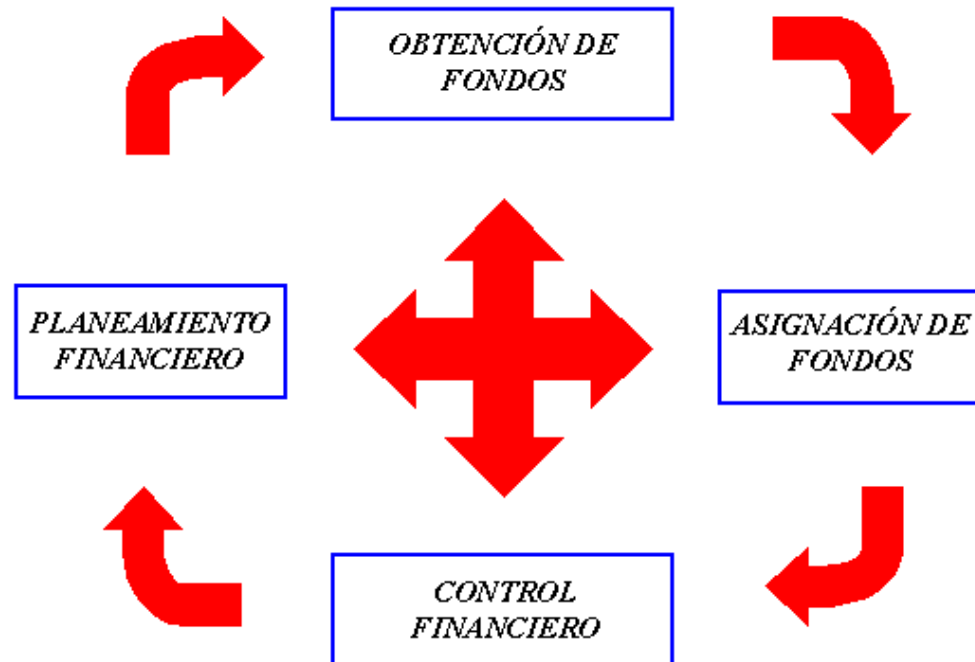 OBTENCIÓN DE
FONDOS
PLANEAMIENTO
FINANCIERO
ASIGNACIÓN DE
FONDOS
CONTROL
FINANCIERO